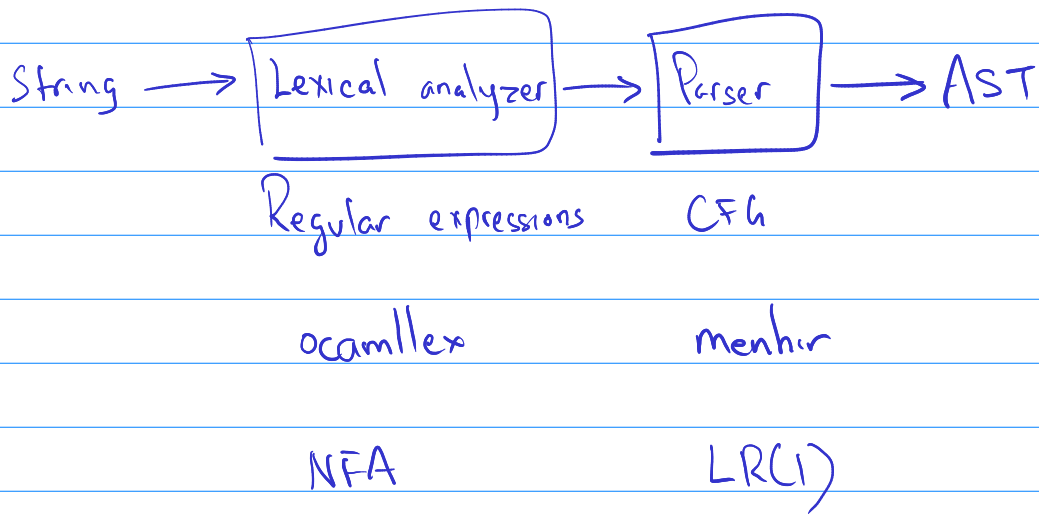 String → Lexical analyzer → Parser → AST
Regular expressions CFG
ocamllex menhir
NFA LR(1)